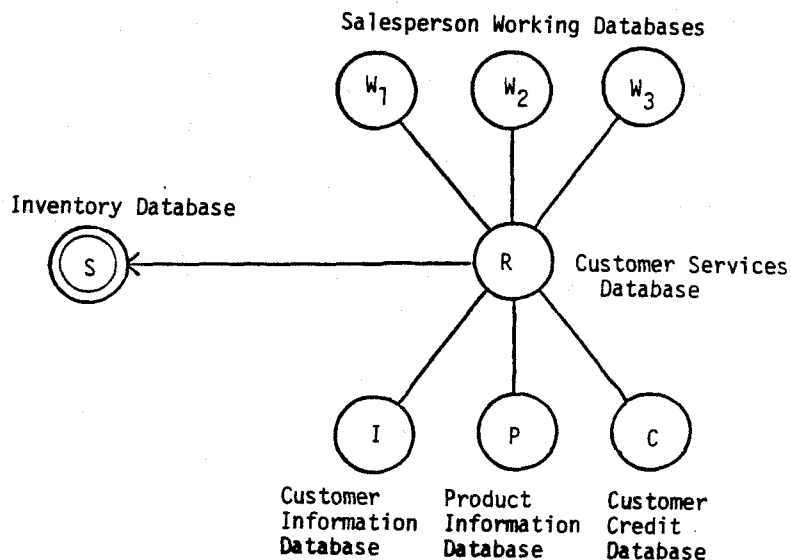 Salesperson Working Databases
W1 W2 W3
Inventory Database
S
R
Customer Services
Database
I P C
Customer
Information
Database
Product
Information
Database
Customer
Credit
Database